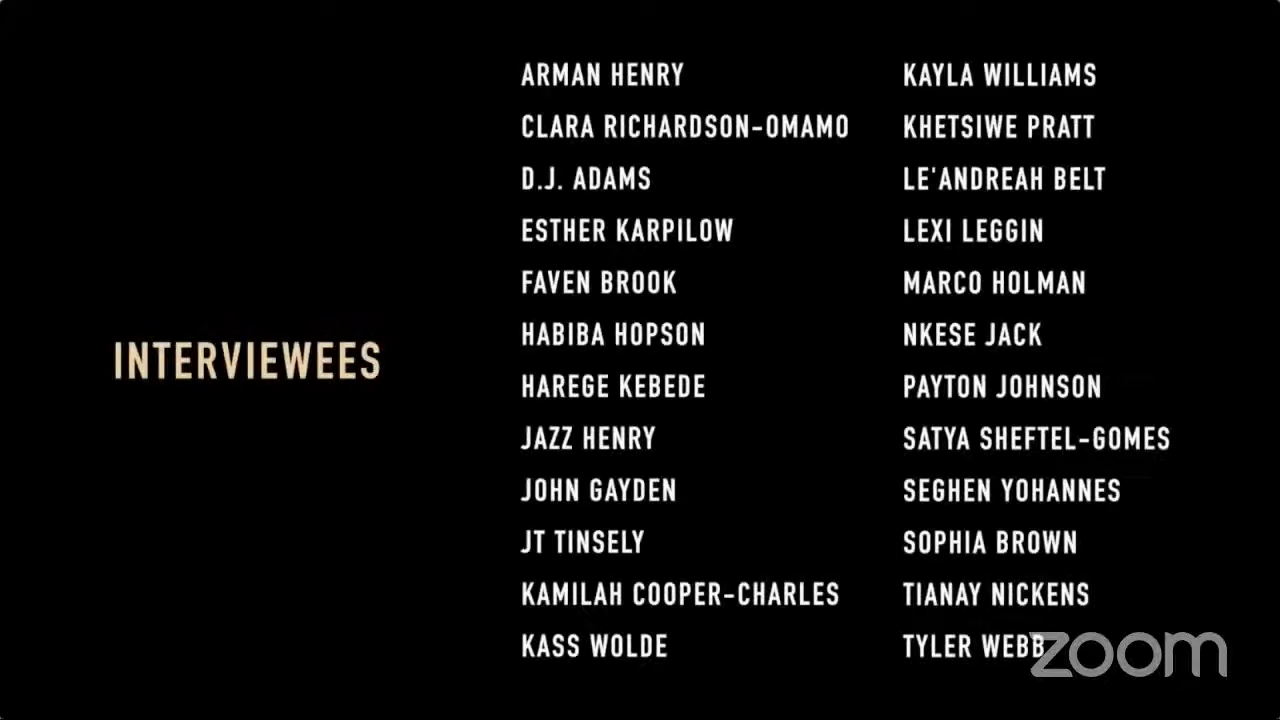 INTERVIEWEES
ARMAN HENRY
CLARA RICHARDSON-OMAMO
D.J. ADAMS
ESTHER KARPILOW
FAVEN BROOK
HABIBA HOPSON
HAREGE KEBEDE
JAZZ HENRY
JOHN GAYDEN
JT TINSELY
KAMILAH COOPER-CHARLES
KASS WOLDE
KAYLA WILLIAMS
KHETSIWE PRATT
LE'ANDREAH BELT
LEXI LEGGIN
MARCO HOLMAN
NKESE JACK
PAYTON JOHNSON
SATYA SHEFTEL-GOMES
SEGHEN YOHANNES
SOPHIA BROWN
TIANAY NICKENS
TYLER WEBB
zoom